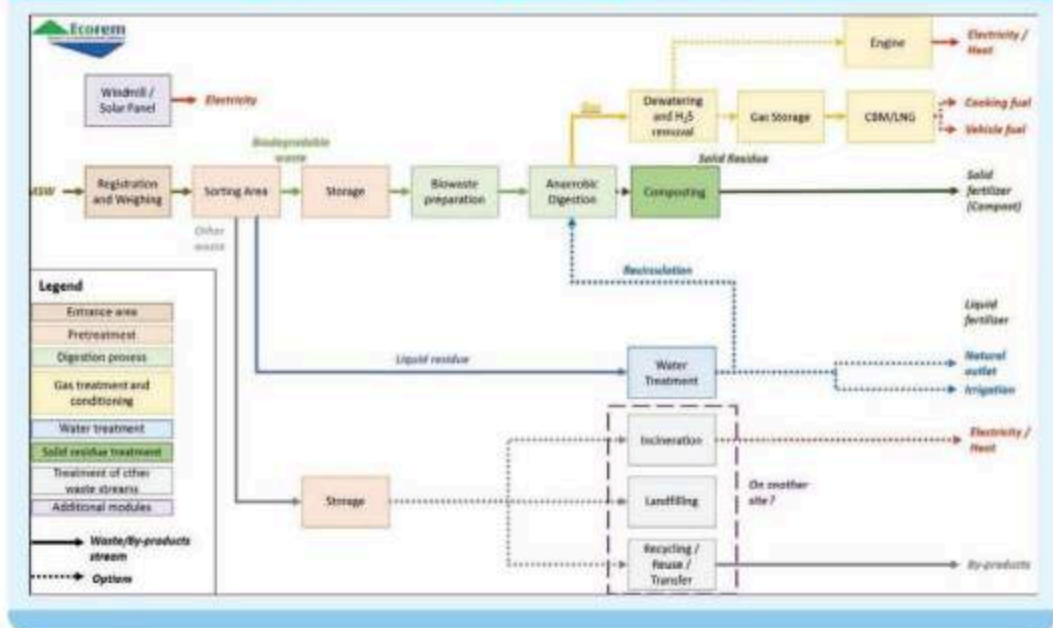 Ecorem
Windmill /
Solar Panel
Electricity
Engine
Electricity /
Heat
Gas
Dewatering
and H₂S
removal
Gas Storage
CBM/LNG
Cooking fuel
Vehicle fuel
Biodegradable
waste
Solid Residue
MSW
Registration
and Weighing
Sorting Area
Storage
Biowaste
preparation
Anaerobic
Digestion
Composting
Solid
fertilizer
(Compost)
Other
waste
Recirculation
Legend
Entrance area
Pretreatment
Digestion process
Gas treatment and
conditioning
Water treatment
Solid residue treatment
Treatment of other
waste streams
Additional modules
Waste/By-products
stream
Options
Liquid
fertilizer
Liquid residue
Water
Treatment
Natural
outlet
Irrigation
Incineration
Electricity /
Heat
Storage
Landfilling
On another
site ?
Recycling /
Reuse /
Transfer
By-products